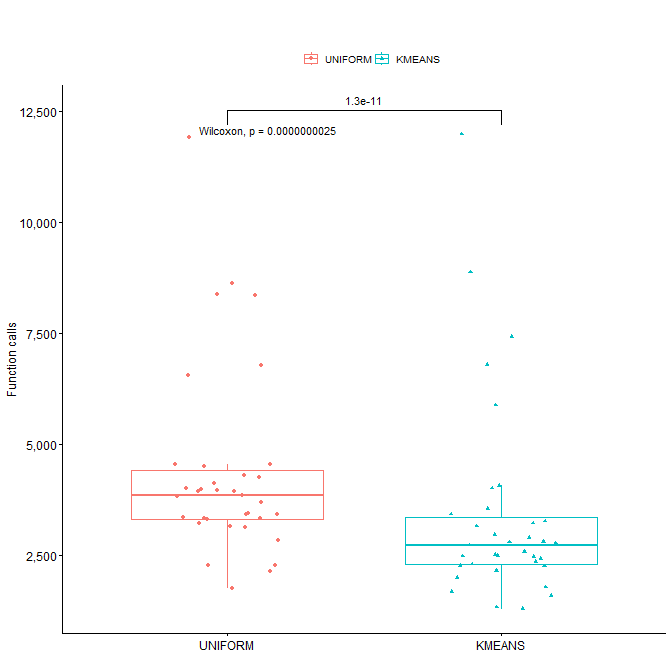 UNIFORM KMEANS
1.3e-11
12,500
Wilcoxon, p = 0.0000000025
10,000
7,500
Function calls
5,000
2,500
UNIFORM KMEANS